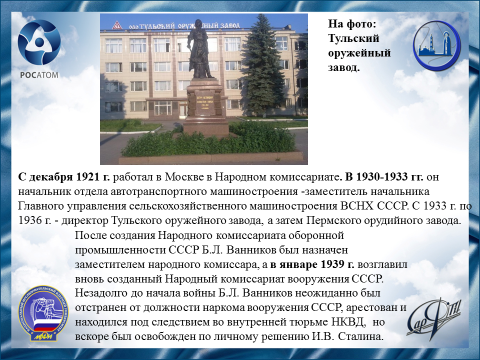 ОАО ТУЛЬСКИЙ ОРУЖЕЙНЫЙ ЗАВОД
На фото:
Тульский
оружейный
завод.
РОСАТОМ
С декабря 1921 г. работал в Москве в Народном комиссариате. В 1930-1933 гг. он
начальник отдела автотранспортного машиностроения -заместитель начальника
Главного управления сельскохозяйственного машиностроения ВСНХ СССР. С 1933 г. по
1936 г. - директор Тульского оружейного завода, а затем Пермского орудийного завода.
После создания Народного комиссариата оборонной
промышленности СССР Б.Л. Ванников был назначен
заместителем народного комиссара, а в январе 1939 г. возглавил
вновь созданный Народный комиссариат вооружения СССР.
Незадолго до начала войны Б.Л. Ванников неожиданно был
отстранен от должности наркома вооружения СССР, арестован и
находился под следствием во внутренней тюрьме НКВД, но
вскоре был освобожден по личному решению И.В. Сталина.
СарФТИ